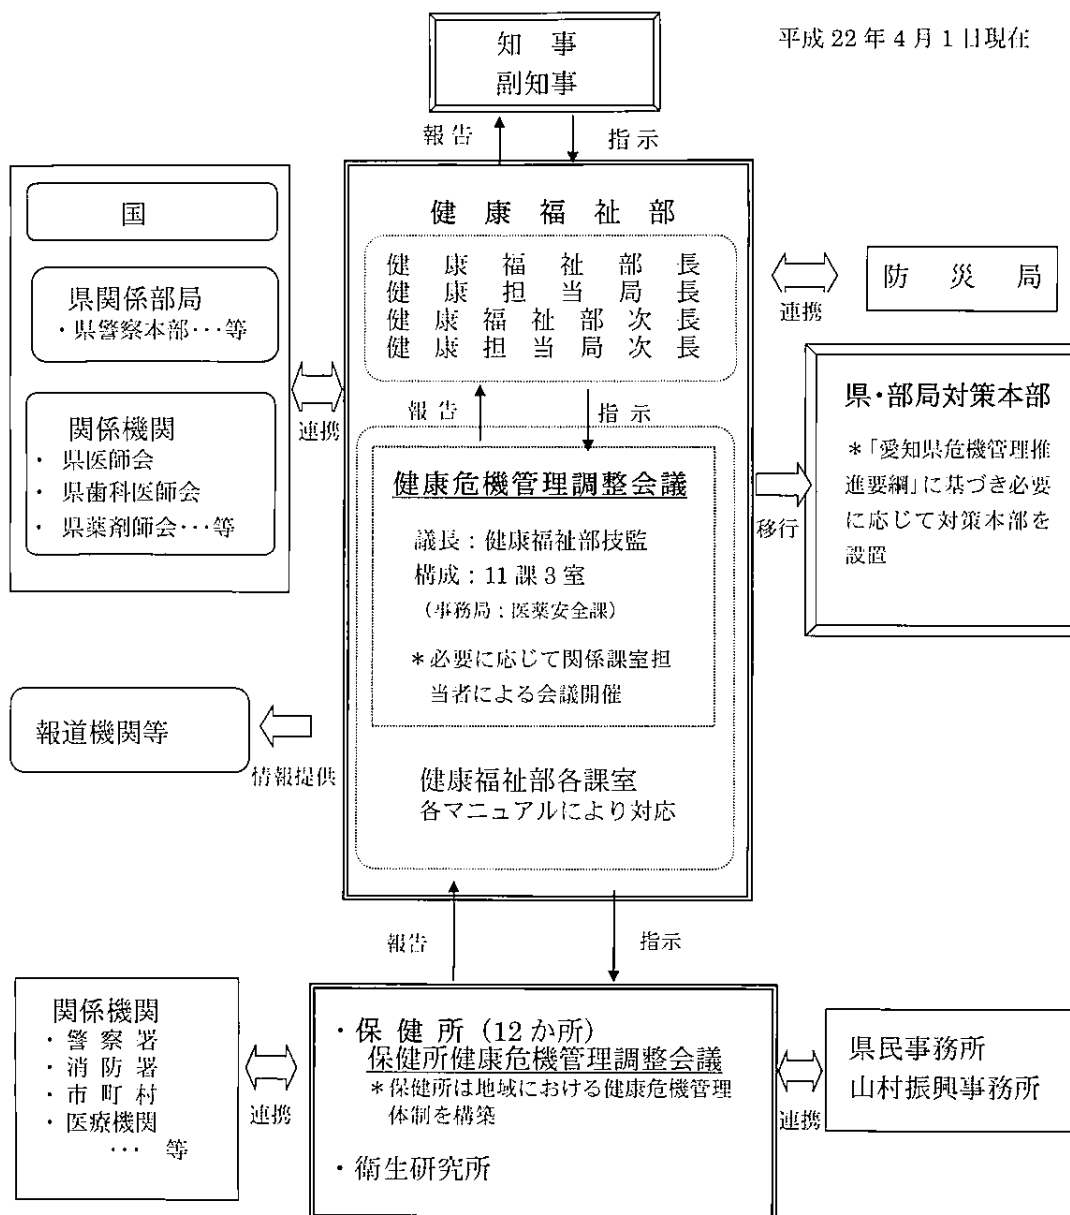 平成 22 年 4 月 1 日現在
知 事
副知事
報告
指示
国
県関係部局
・県警察本部…等
関係機関
・ 県医師会
・ 県歯科医師会
・ 県薬剤師会…等
連携
健 康 福 祉 部
健 康 福 祉 部 長
健 康 担 当 局 長
健 康 福 祉 部 次 長
健 康 担 当 局 次 長
報告
指示
健康危機管理調整会議
議長：健康福祉部技監
構成：11 課 3 室
（事務局：医薬安全課）
＊必要に応じて関係課室担
当者による会議開催
健康福祉部各課室
各マニュアルにより対応
連携
防 災 局
県・部局対策本部
＊「愛知県危機管理推
進要綱」に基づき必要
に応じて対策本部を
設置
移行
報道機関等
情報提供
報告
指示
関係機関
・ 警 察 署
・ 消 防 署
・ 市 町 村
・ 医療機関
… 等
連携
・保 健 所（12 か所）
保健所健康危機管理調整会議
＊保健所は地域における健康危機管理
体制を構築
・衛生研究所
連携
県民事務所
山村振興事務所